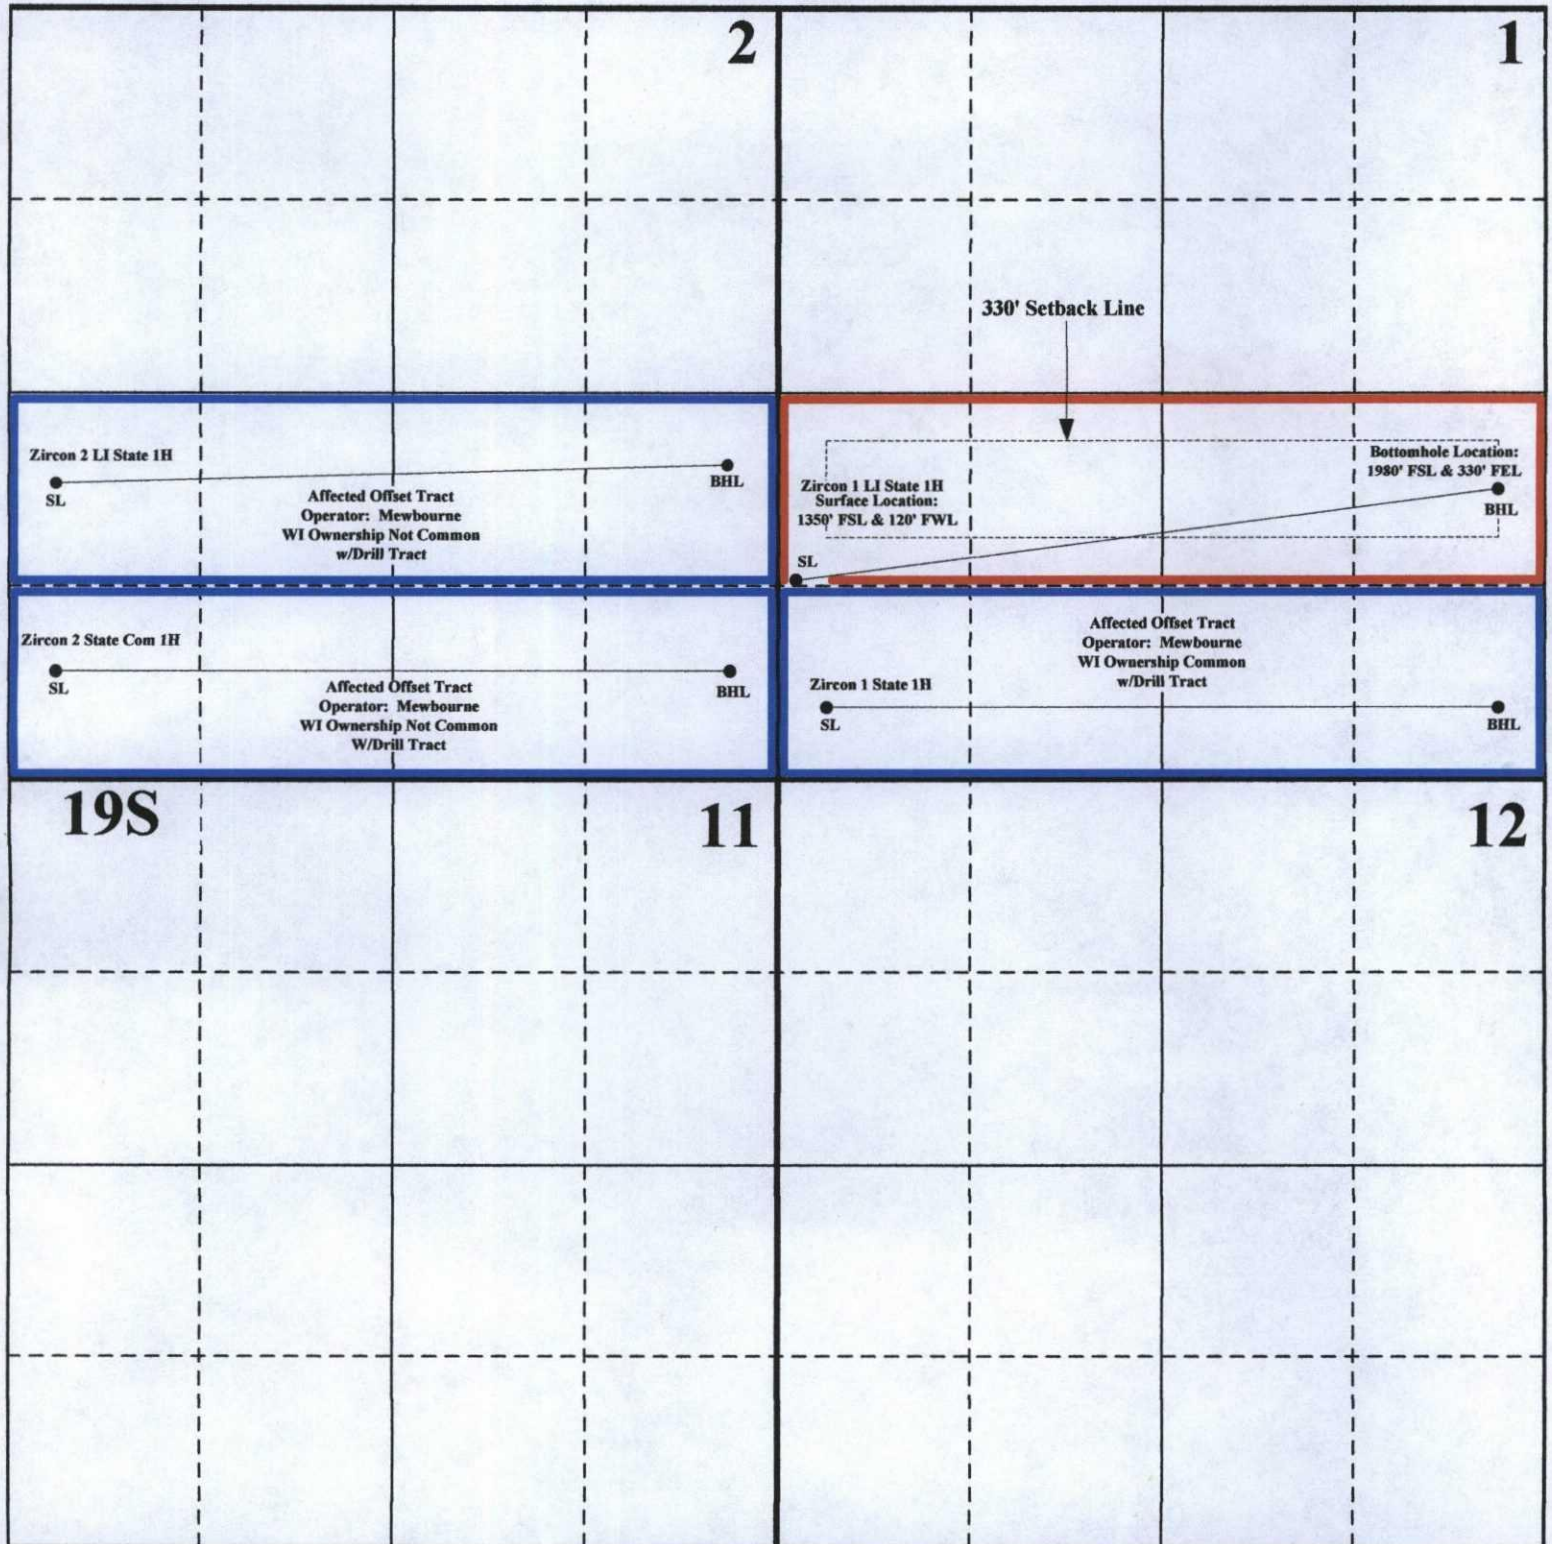 2
1
330' Setback Line
Zircon 2 LI State 1H
SL
BHL
Affected Offset Tract
Operator: Mewbourne
WI Ownership Not Common
w/Drill Tract
Bottomhole Location:
1980' FSL & 330' FEL
BHL
Zircon 1 LI State 1H
Surface Location:
1350' FSL & 120' FWL
SL
Zircon 2 State Com 1H
SL
BHL
Affected Offset Tract
Operator: Mewbourne
WI Ownership Not Common
W/Drill Tract
Affected Offset Tract
Operator: Mewbourne
WI Ownership Common
w/Drill Tract
Zircon 1 State 1H
SL
BHL
19S
11
12